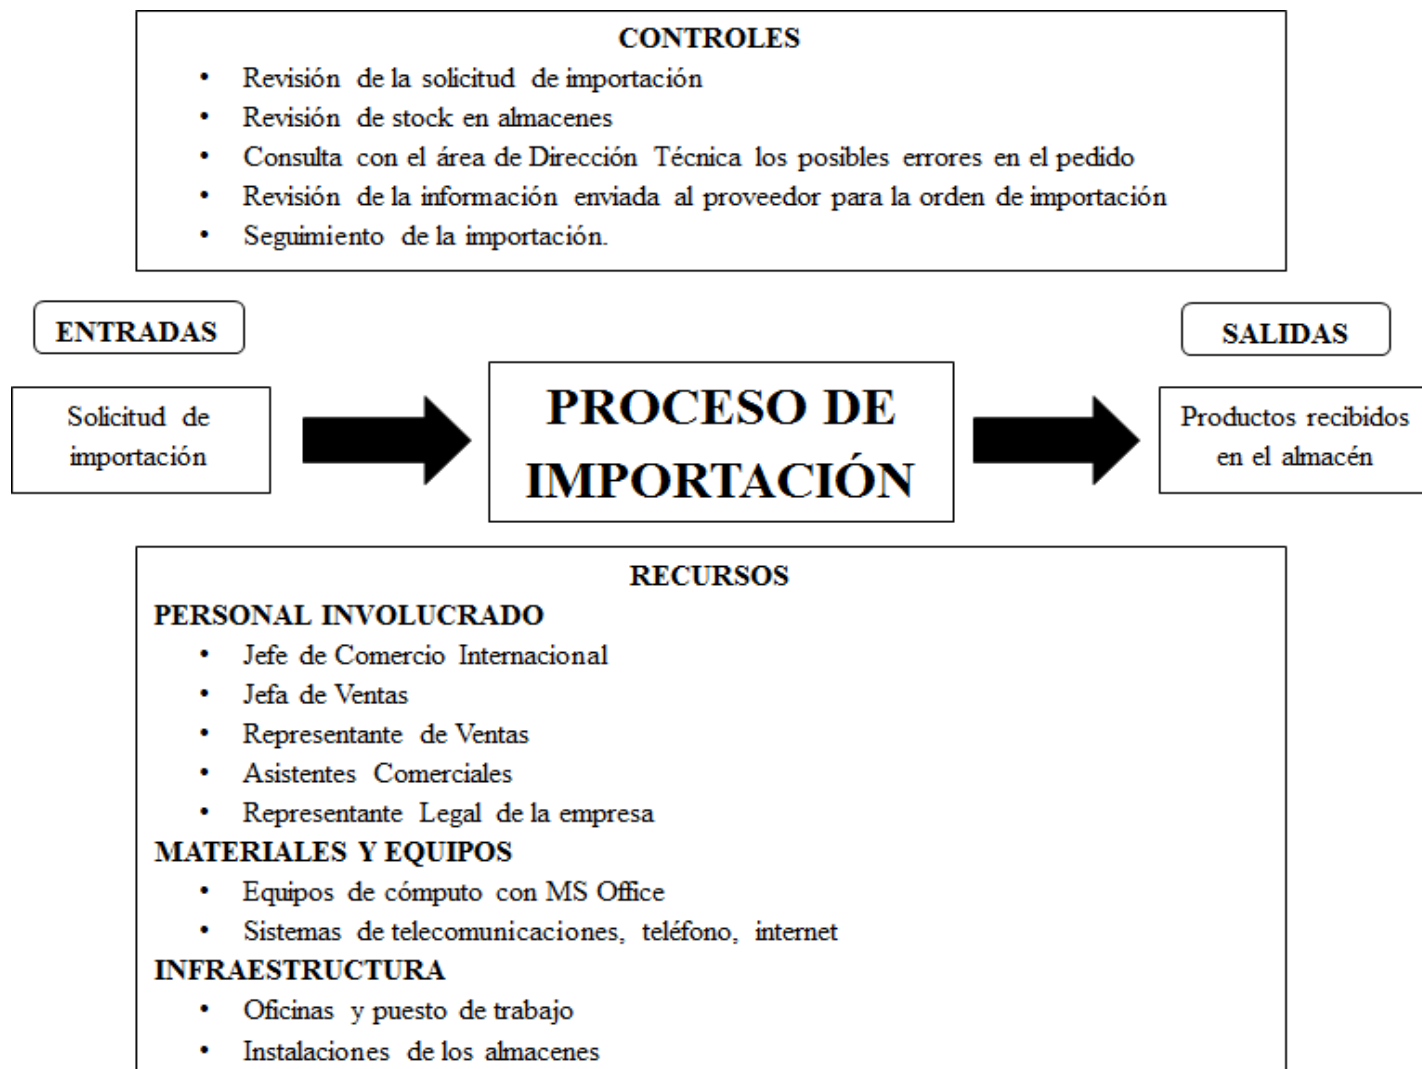 CONTROLES
• Revisión de la solicitud de importación
• Revisión de stock en almacenes
• Consulta con el área de Dirección Técnica los posibles errores en el pedido
• Revisión de la información enviada al proveedor para la orden de importación
• Seguimiento de la importación.
ENTRADAS
Solicitud de
importación
PROCESO DE
IMPORTACIÓN
SALIDAS
Productos recibidos
en el almacén
RECURSOS
PERSONAL INVOLUCRADO
• Jefe de Comercio Internacional
• Jefa de Ventas
• Representante de Ventas
• Asistentes Comerciales
• Representante Legal de la empresa
MATERIALES Y EQUIPOS
• Equipos de cómputo con MS Office
• Sistemas de telecomunicaciones, teléfono, internet
INFRAESTRUCTURA
• Oficinas y puesto de trabajo
• Instalaciones de los almacenes